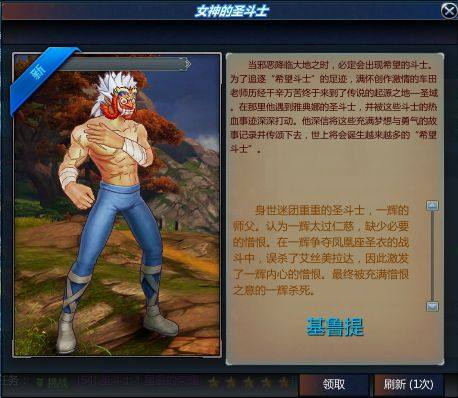 女神的圣斗士
新
当邪恶降临大地之时，必定会出现希望的斗士。
为了追逐“希望斗士”的足迹，满怀创作激情的车田
老师历经千辛万苦终于来到了传说的起源之地—圣域
。在那里他遇到雅典娜的圣斗士，并被这些斗士的热
血事迹深深打动。他深信将这些充满梦想与勇气的故
事记录并传颂下去，世上将会诞生越来越多的“希望
斗士”。
身世迷团重重的圣斗士，一辉的
师父。认为一辉太过仁慈，缺少必要
的憎恨。在一辉争夺凤凰座圣衣的战
斗中，误杀了艾丝美拉达，因此激发
了一辉内心的憎恨。最终被充满憎恨
之意的一辉杀死。
基鲁提
任务：
挑战
领取
刷新 (1次)